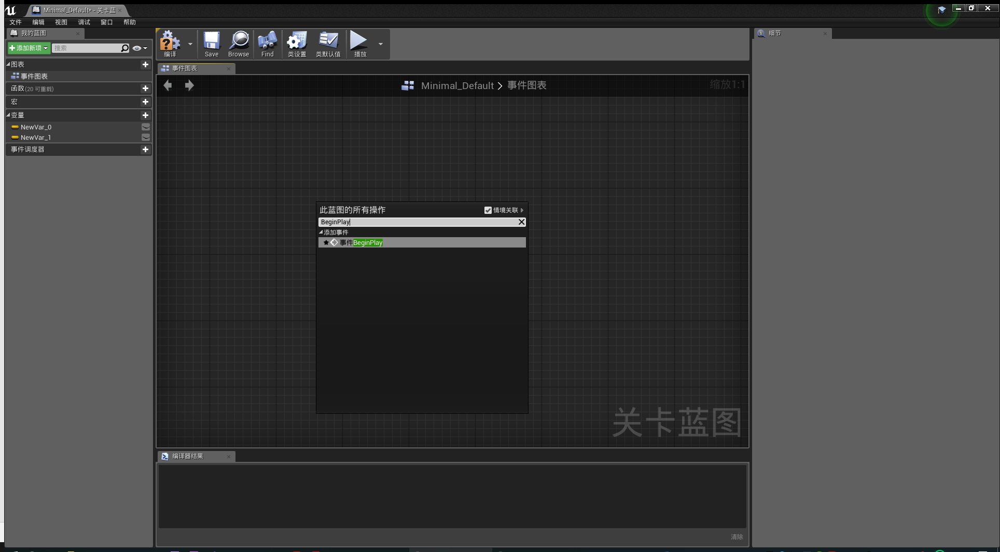 Minimal_Default* - 关卡蓝
文件 编辑 视图 调试 窗口 帮助
我的蓝图
添加新项
搜索
图表
事件图表
函数 (20 可重载)
宏
变量
NewVar_0
NewVar_1
事件调度器
编译 Save Browse Find 类设置 类默认值 播放
事件图表
Minimal_Default > 事件图表
缩放1:1
此蓝图的所有操作
情境关联
BeginPlay
添加事件
事件BeginPlay
关卡蓝图
编译器结果
清除
细节